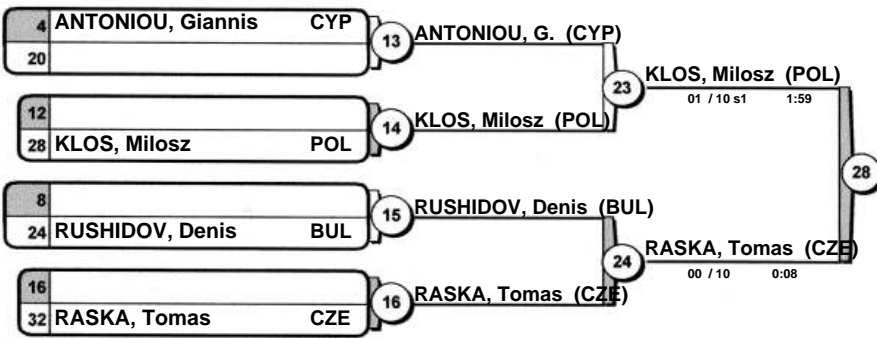 4 ANTONIOU, Giannis CYP
20
13
ANTONIOU, G. (CYP)
12
28 KLOS, Milosz POL
14
KLOS, Milosz (POL)
23
KLOS, Milosz (POL)
01 / 10 s1 1:59
8
24 RUSHIDOV, Denis BUL
15
RUSHIDOV, Denis (BUL)
16
32 RASKA, Tomas CZE
16
RASKA, Tomas (CZE)
24
RASKA, Tomas (CZE)
00 / 10 0:08
28